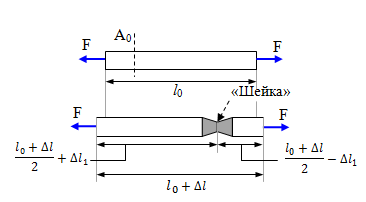 A₀
F
F
l₀
«Шейка»
F
F
(l₀ + Δl)/2 + Δl₁
(l₀ + Δl)/2 − Δl₁
l₀ + Δl